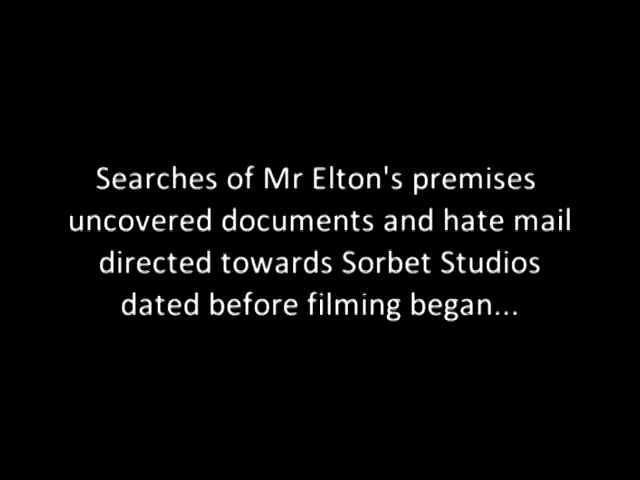 Searches of Mr Elton's premises
uncovered documents and hate mail
directed towards Sorbet Studios
dated before filming began...